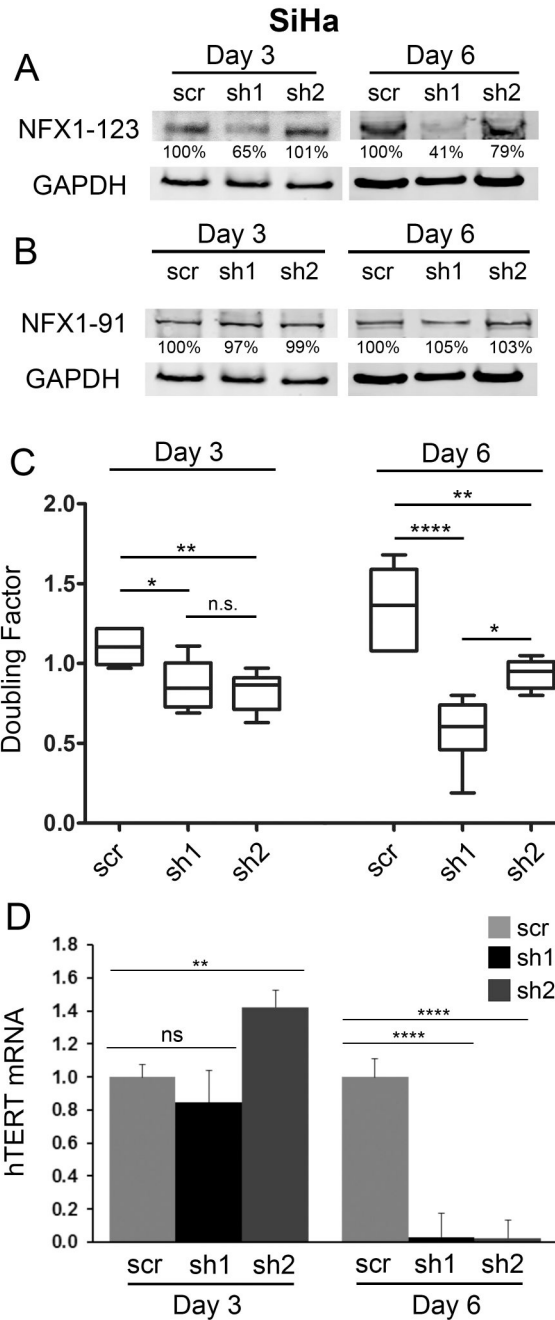 SiHa
A
Day 3
Day 6
scr sh1 sh2 scr sh1 sh2
NFX1-123
100% 65% 101% 100% 41% 79%
GAPDH
B
Day 3
Day 6
scr sh1 sh2 scr sh1 sh2
NFX1-91
100% 97% 99% 100% 105% 103%
GAPDH
C
Day 3
Day 6
Doubling Factor
2.0
1.5
1.0
0.5
0.0
**
*
n.s.
**
****
*
scr sh1 sh2 scr sh1 sh2
D
scr
sh1
sh2
hTERT mRNA
1.8
1.6
1.4
1.2
1.0
0.8
0.6
0.4
0.2
0.0
**
ns
****
****
scr sh1 sh2 scr sh1 sh2
Day 3
Day 6